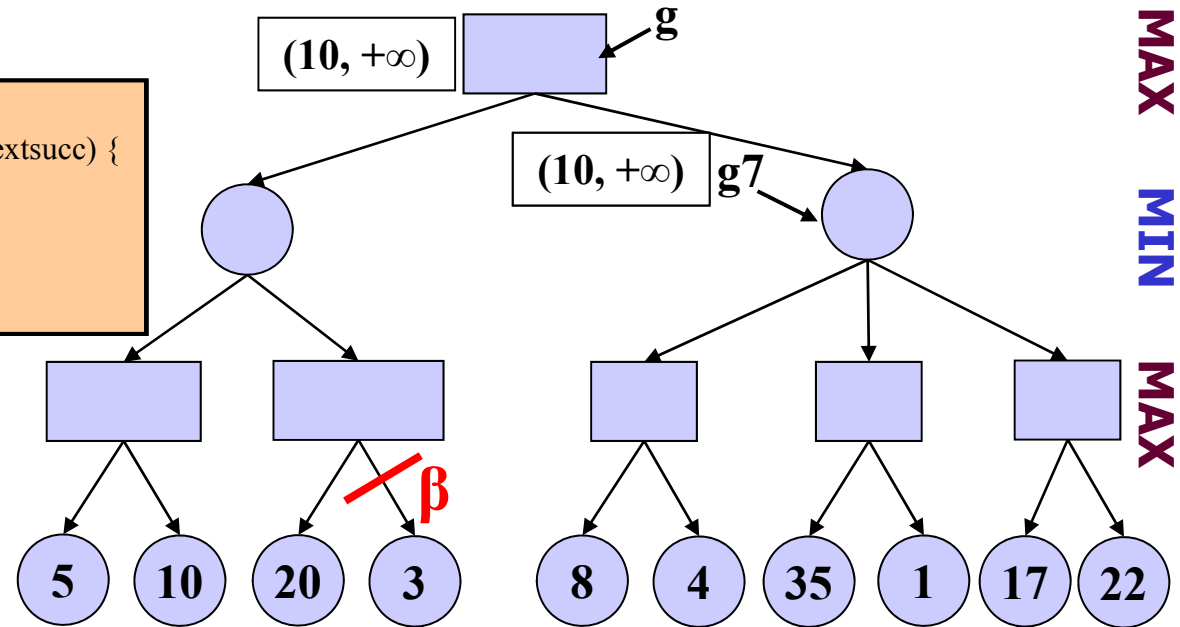 g
(10, +∞)
MAX
extsucc) {
(10, +∞)
g7
MIN
MAX
β
5 10 20 3 8 4 35 1 17 22